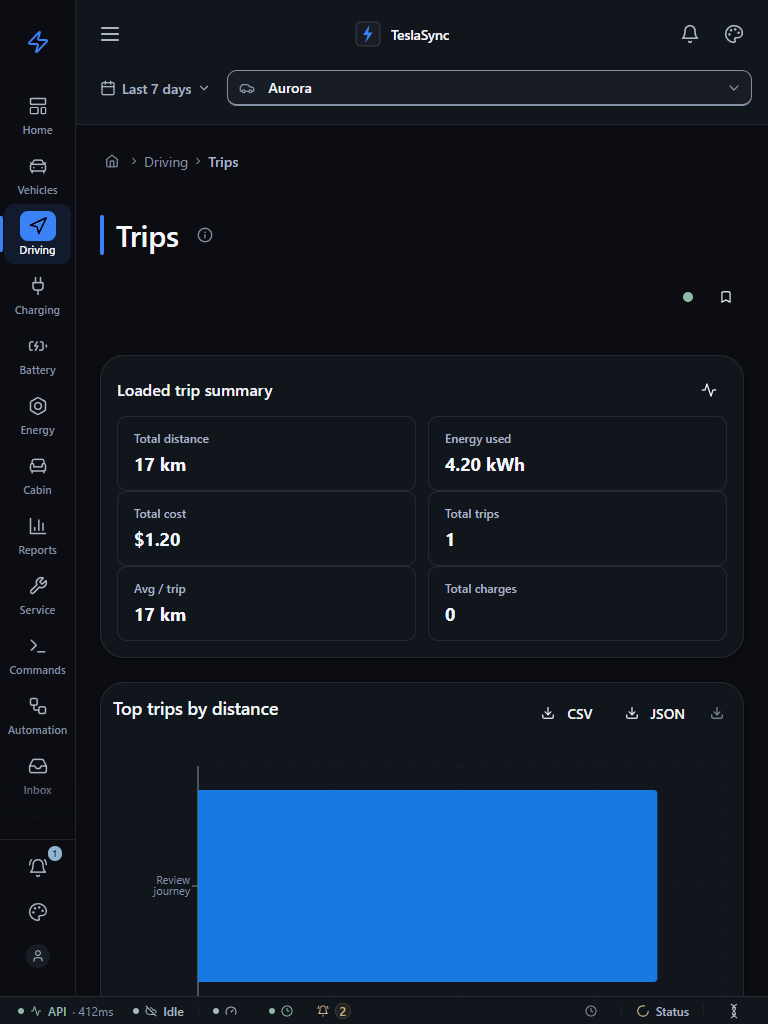 TeslaSync
Last 7 days
Aurora
Home
Vehicles
Driving
Charging
Battery
Energy
Cabin
Reports
Service
Commands
Automation
Inbox
1
Driving
Trips
Trips
Loaded trip summary
Total distance
17 km
Energy used
4.20 kWh
Total cost
$1.20
Total trips
1
Avg / trip
17 km
Total charges
0
Top trips by distance
CSV
JSON
Review
journey
API · 412ms
Idle
2
Status